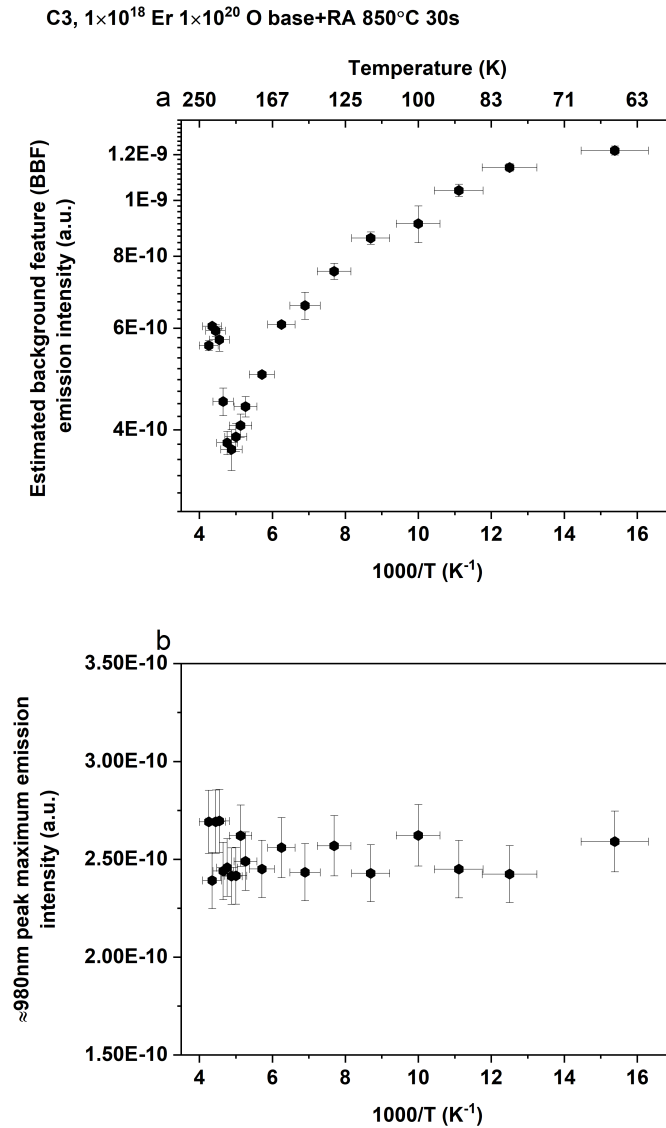 C3, 1×10¹⁸ Er 1×10²⁰ O base+RA 850°C 30s
Temperature (K)
a 250 167 125 100 83 71 63
1.2E-9
1E-9
8E-10
6E-10
4E-10
Estimated background feature (BBF)
emission intensity (a.u.)
4 6 8 10 12 14 16
1000/T (K⁻¹)
b
3.50E-10
3.00E-10
2.50E-10
2.00E-10
1.50E-10
≈980nm peak maximum emission
intensity (a.u.)
4 6 8 10 12 14 16
1000/T (K⁻¹)